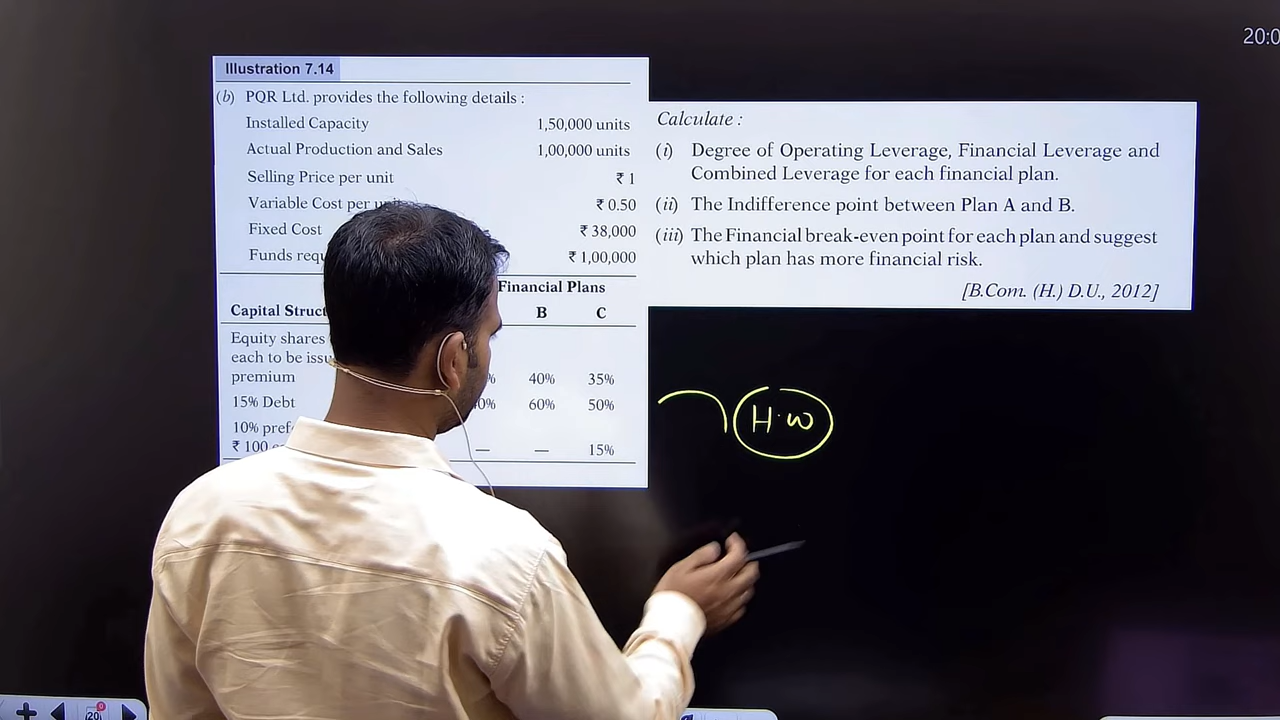 20:0
Illustration 7.14
(b) PQR Ltd. provides the following details :
Installed Capacity 1,50,000 units
Actual Production and Sales 1,00,000 units
Selling Price per unit ₹ 1
Variable Cost per ₹ 0.50
Fixed Cost ₹ 38,000
Funds ₹ 1,00,000
Financial Plans
Capital B C
Equity shares
each to be
premium 40% 35%
15% Debt 60% 50%
10%
₹ 100 — — 15%
Calculate :
(i) Degree of Operating Leverage, Financial Leverage and
Combined Leverage for each financial plan.
(ii) The Indifference point between Plan A and B.
(iii) The Financial break-even point for each plan and suggest
which plan has more financial risk.
[B.Com. (H.) D.U., 2012]
H.W
20